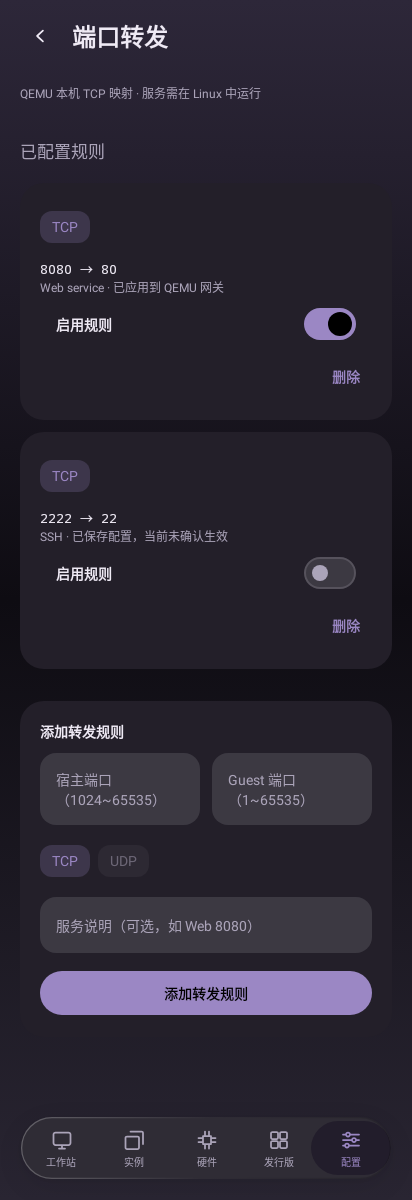 端口转发
QEMU 本机 TCP 映射 · 服务需在 Linux 中运行
已配置规则
TCP
8080 → 80
Web service · 已应用到 QEMU 网关
启用规则
删除
TCP
2222 → 22
SSH · 已保存配置，当前未确认生效
启用规则
删除
添加转发规则
宿主端口
（1024~65535）
Guest 端口
（1~65535）
TCP
UDP
服务说明（可选，如 Web 8080）
添加转发规则
工作站
实例
硬件
发行版
配置